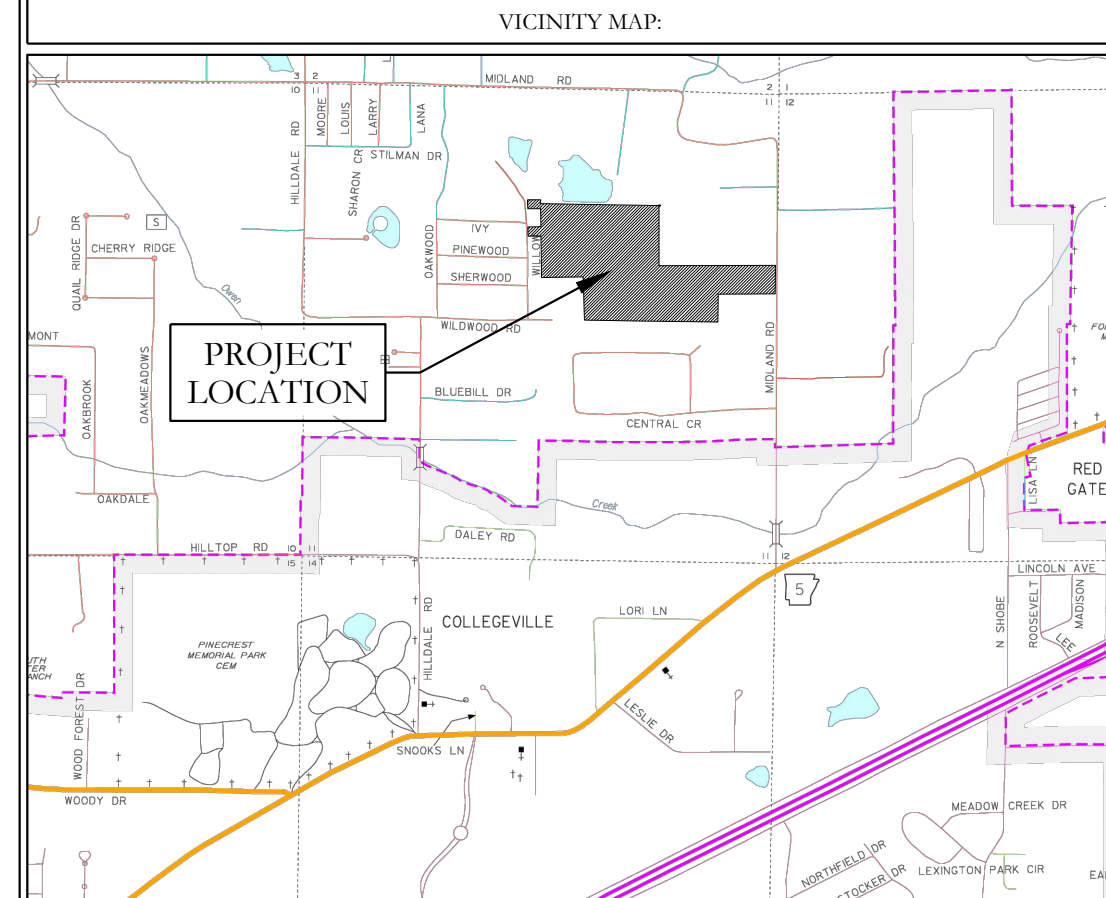 VICINITY MAP:
MIDLAND RD
3 2
10 11
2 1
11 12
HILLDALE RD
MOORE
LOUIS
LARRY
LANA
STILMAN DR
SHARON CR
S
QUAIL RIDGE DR
CHERRY RIDGE
OAKWOOD
IVY
PINEWOOD
SHERWOOD
WILLOW
Owen
WILDWOOD RD
PROJECT
LOCATION
MONT
OAKBROOK
OAKMEADOWS
MIDLAND RD
BLUEBILL DR
CENTRAL CR
RED
GATE
LISA LN
OAKDALE
Creek
DALEY RD
HILLTOP RD
10 11
15 14
11 12
5
LINCOLN AVE
N SHOBE
ROOSEVELT
MADISON
LEE
HILLDALE RD
COLLEGEVILLE
LORI LN
PINECREST
MEMORIAL PARK
CEM
UTH
TER
ANCH
WOOD FOREST DR
LESLIE DR
SNOOKS LN
WOODY DR
MEADOW CREEK DR
NORTHFIELD DR
STOCKER DR
LEXINGTON PARK CIR
EA